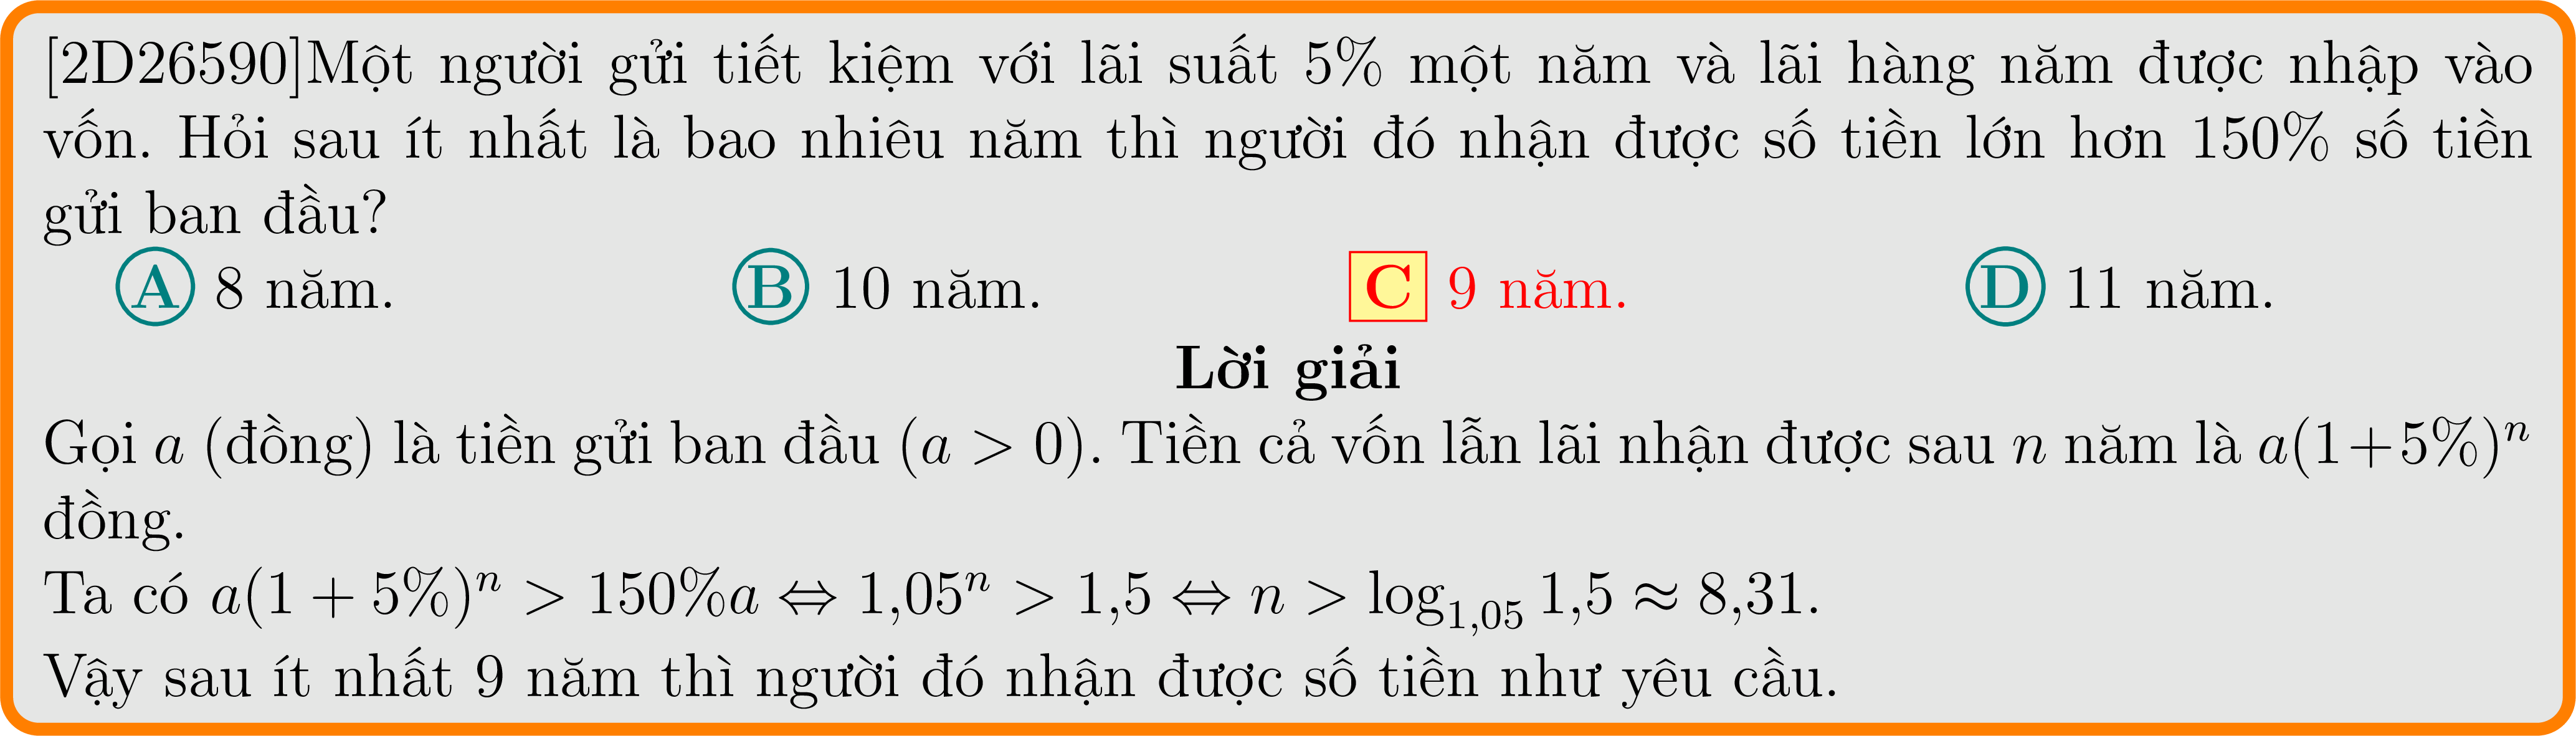 [2D26590]Một người gửi tiết kiệm với lãi suất 5% một năm và lãi hàng năm được nhập vào
vốn. Hỏi sau ít nhất là bao nhiêu năm thì người đó nhận được số tiền lớn hơn 150% số tiền
gửi ban đầu?
A 8 năm. B 10 năm. C 9 năm. D 11 năm.
Lời giải
Gọi a (đồng) là tiền gửi ban đầu (a > 0). Tiền cả vốn lẫn lãi nhận được sau n năm là a(1+5%)^n
đồng.
Ta có a(1 + 5%)^n > 150%a ⇔ 1,05^n > 1,5 ⇔ n > log_{1,05} 1,5 ≈ 8,31.
Vậy sau ít nhất 9 năm thì người đó nhận được số tiền như yêu cầu.